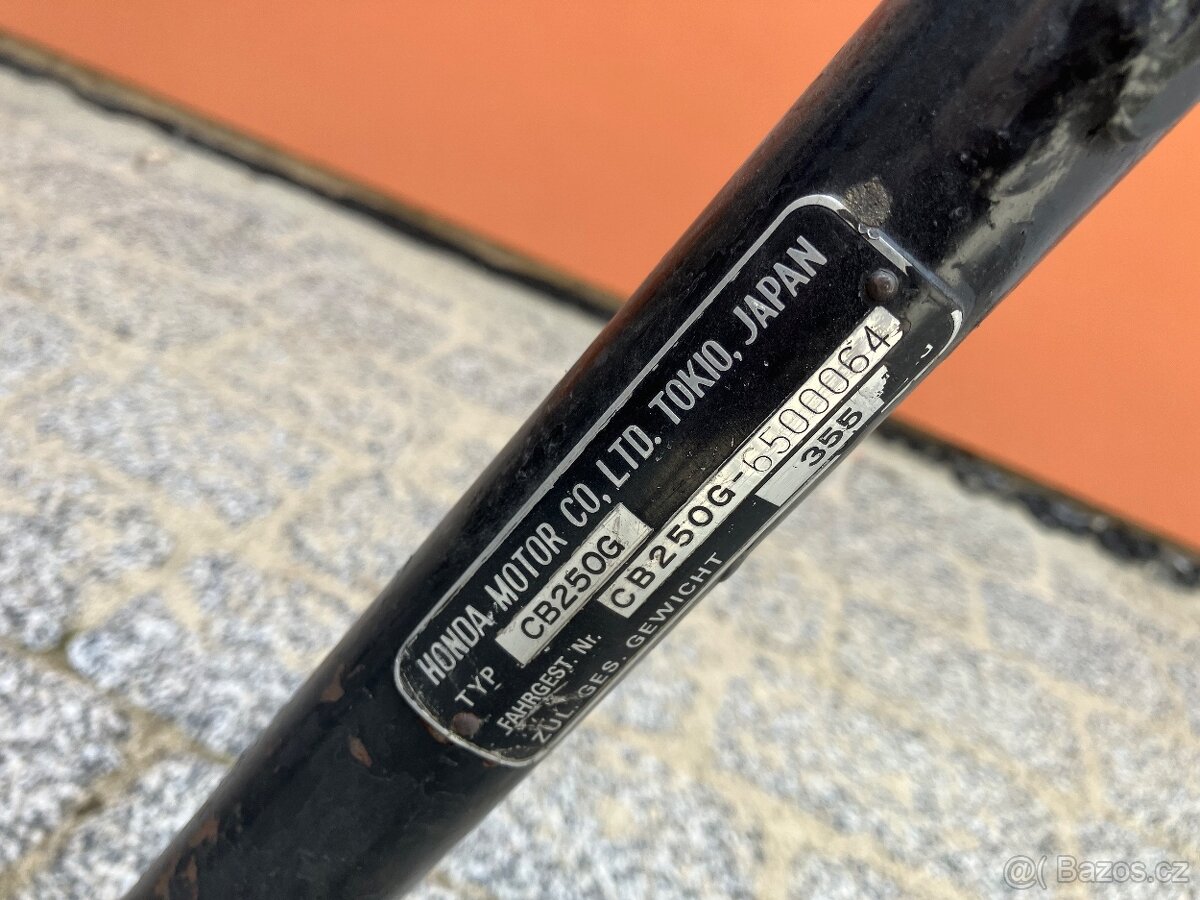 HONDA MOTOR CO., LTD. TOKIO, JAPAN
TYP CB250G
FAHRGEST. Nr. CB250G-6500064
ZUL. GES. GEWICHT 355
@( Bazos.cz